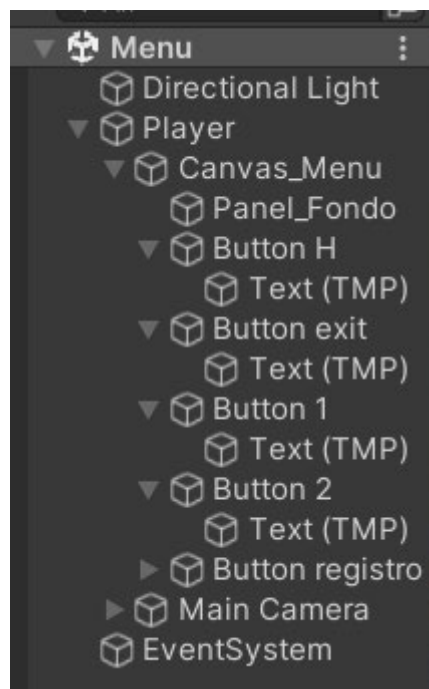 Menu
Directional Light
Player
Canvas_Menu
Panel_Fondo
Button H
Text (TMP)
Button exit
Text (TMP)
Button 1
Text (TMP)
Button 2
Text (TMP)
Button registro
Main Camera
EventSystem